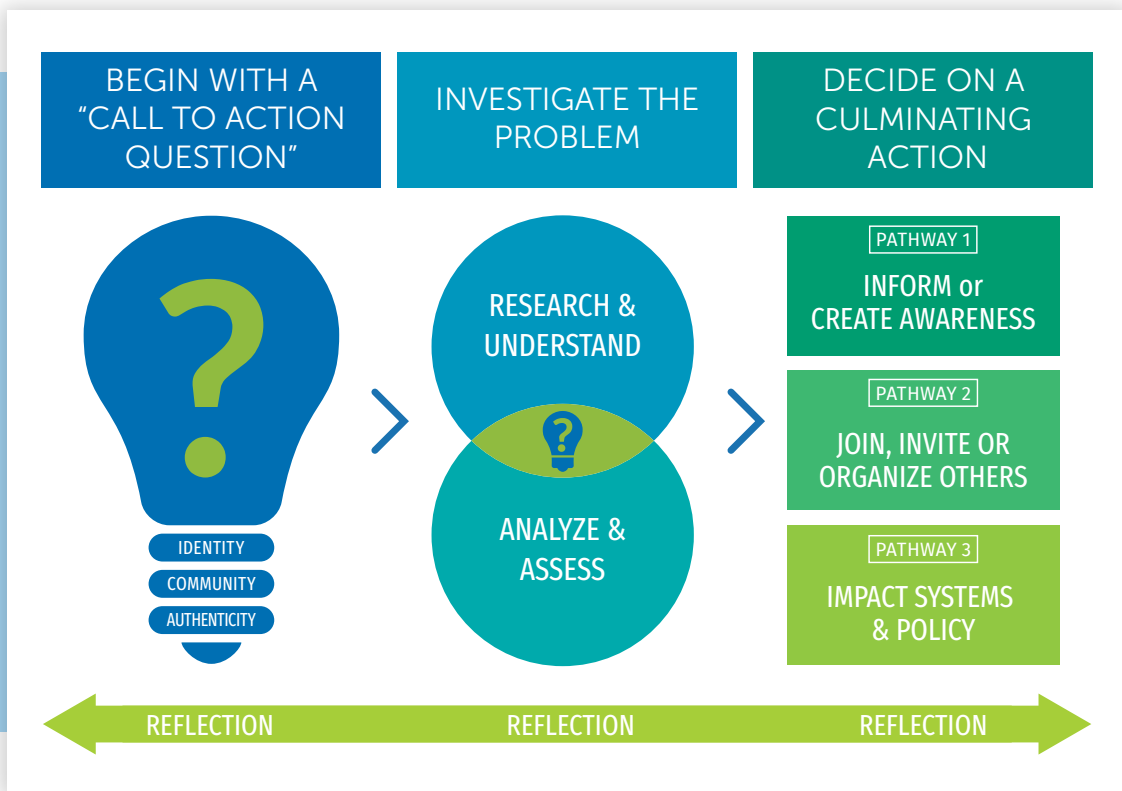 BEGIN WITH A
“CALL TO ACTION
QUESTION”
INVESTIGATE THE
PROBLEM
DECIDE ON A
CULMINATING
ACTION
?
IDENTITY
COMMUNITY
AUTHENTICITY
RESEARCH &
UNDERSTAND
?
ANALYZE &
ASSESS
PATHWAY 1
INFORM or
CREATE AWARENESS
PATHWAY 2
JOIN, INVITE OR
ORGANIZE OTHERS
PATHWAY 3
IMPACT SYSTEMS
& POLICY
REFLECTION
REFLECTION
REFLECTION